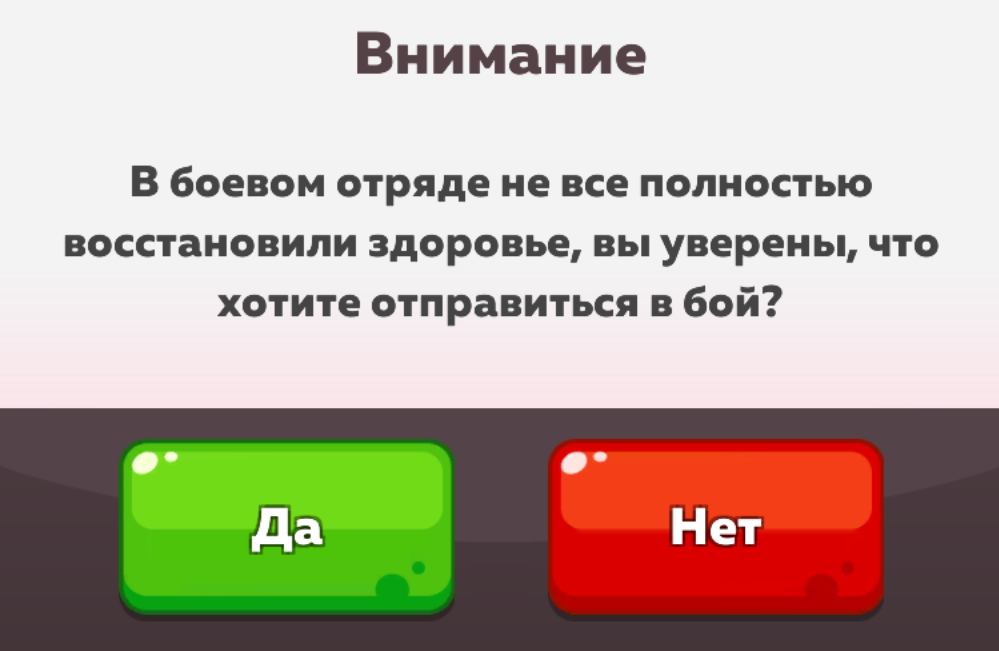 Внимание
В боевом отряде не все полностью
восстановили здоровье, вы уверены, что
хотите отправиться в бой?
Да
Нет